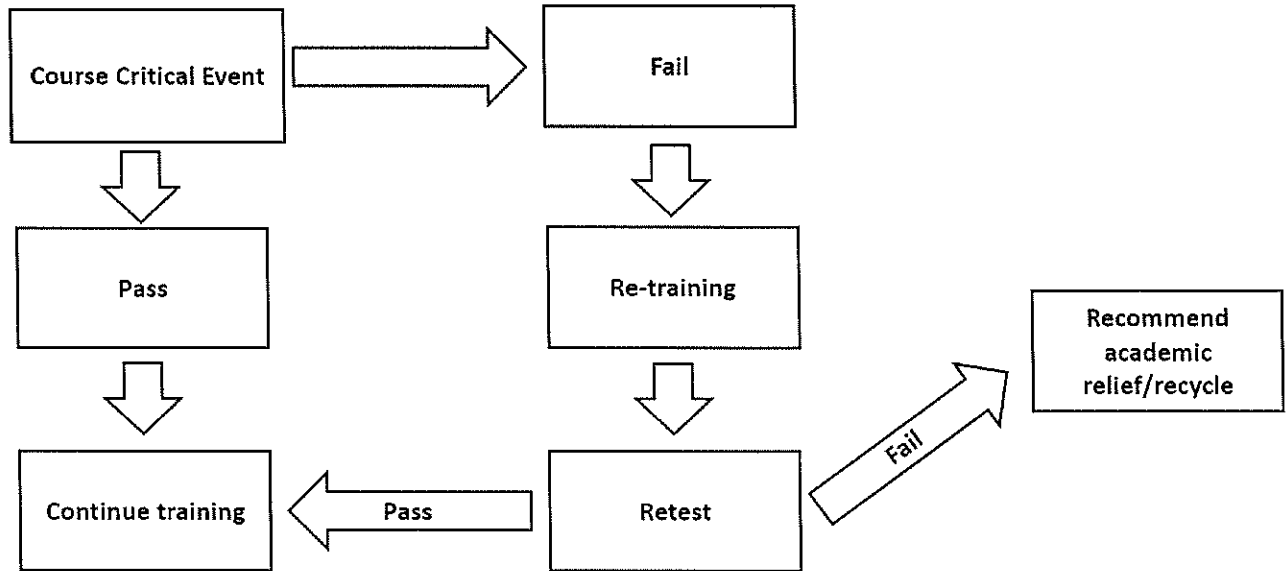 Course Critical Event
Fail
Pass
Re-training
Recommend
academic
relief/recycle
Fail
Continue training
Pass
Retest